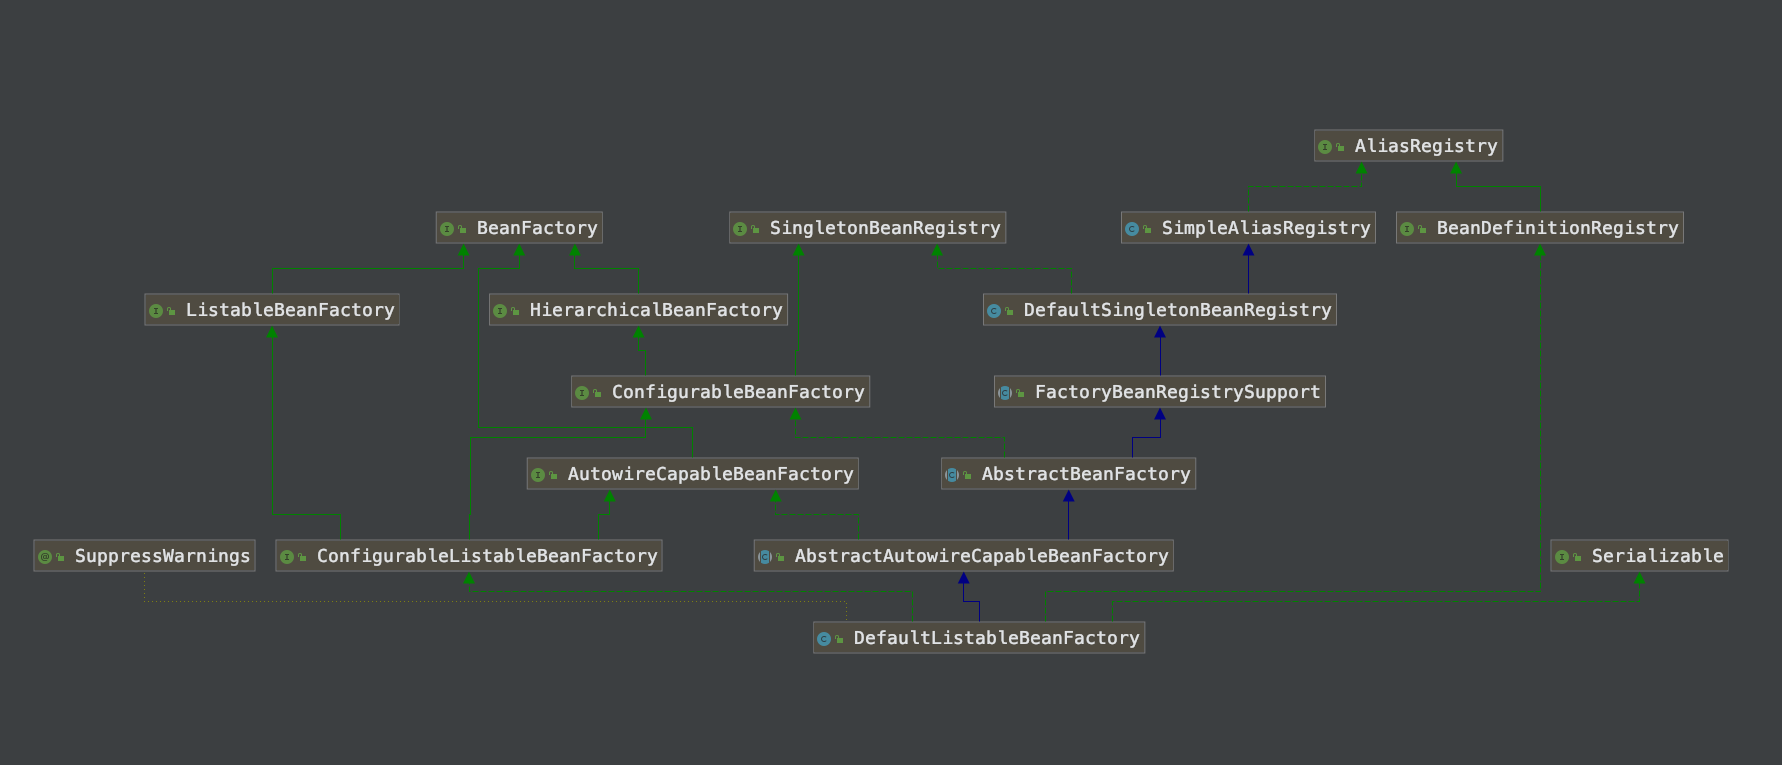 AliasRegistry
BeanFactory
SingletonBeanRegistry
SimpleAliasRegistry
BeanDefinitionRegistry
ListableBeanFactory
HierarchicalBeanFactory
DefaultSingletonBeanRegistry
ConfigurableBeanFactory
FactoryBeanRegistrySupport
AutowireCapableBeanFactory
AbstractBeanFactory
SuppressWarnings
ConfigurableListableBeanFactory
AbstractAutowireCapableBeanFactory
Serializable
DefaultListableBeanFactory